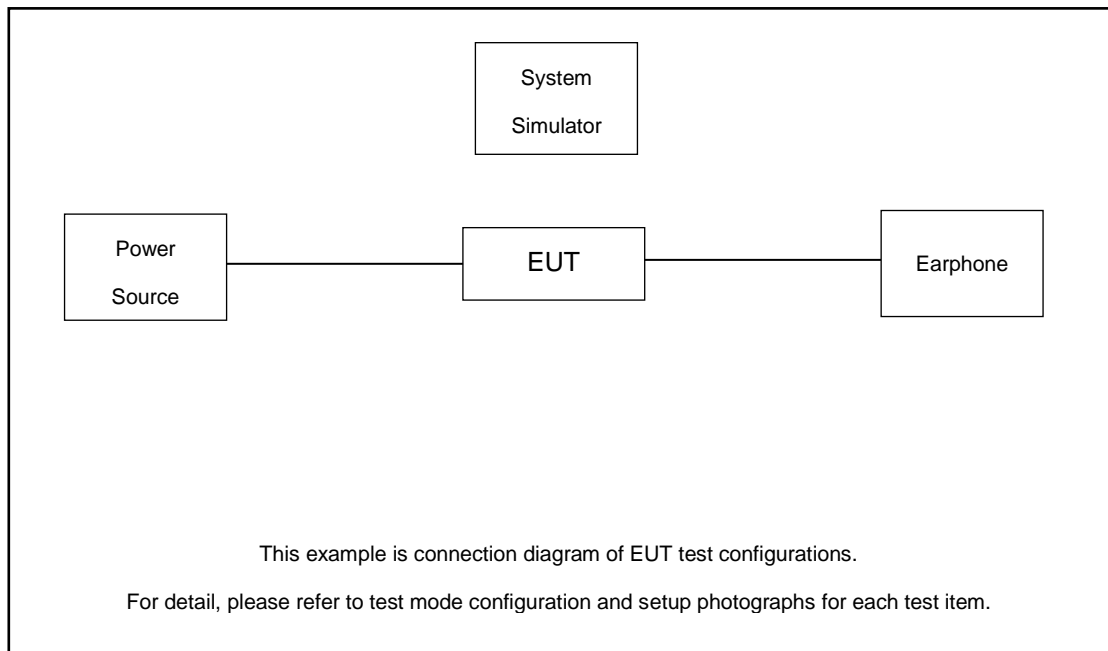 System
Simulator
Power
Source
EUT
Earphone
This example is connection diagram of EUT test configurations.
For detail, please refer to test mode configuration and setup photographs for each test item.